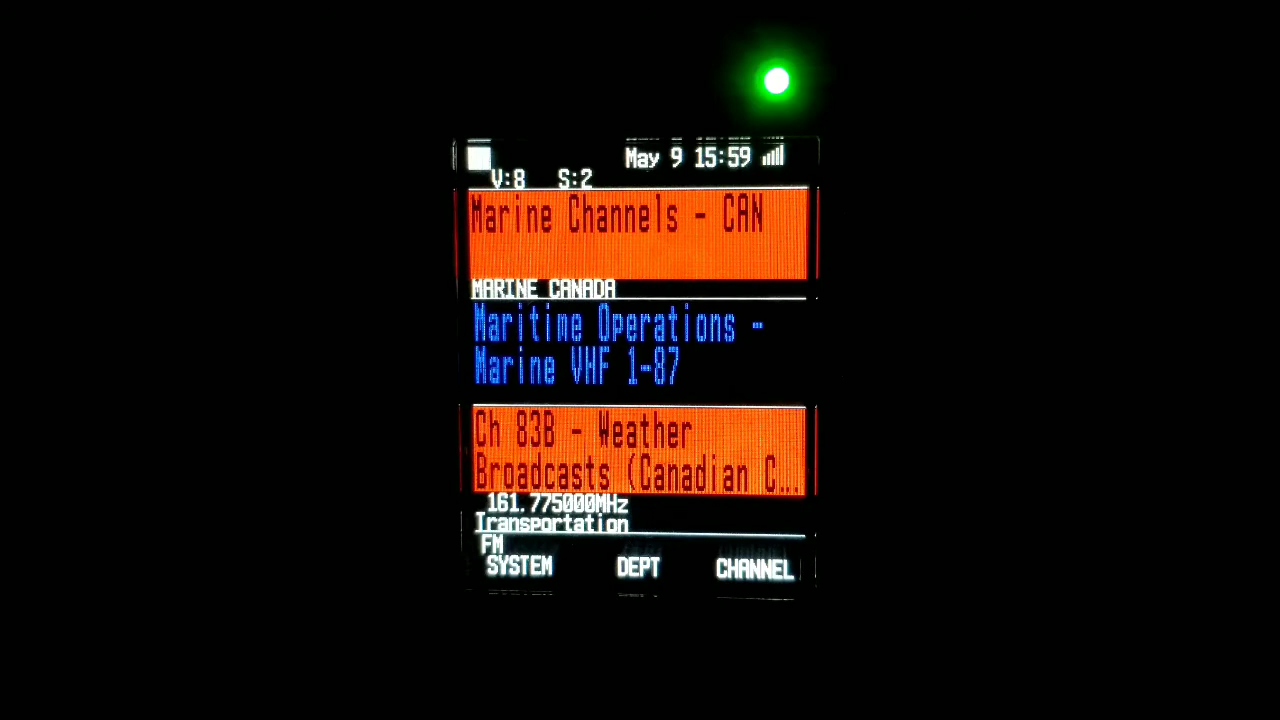 May 9 15:59
V:8 S:2
Marine Channels - CAN
MARINE CANADA
Maritime Operations -
Marine VHF 1-87
Ch 83B - Weather
Broadcasts (Canadian C…
161.775000MHz
Transportation
FM
SYSTEM DEPT CHANNEL